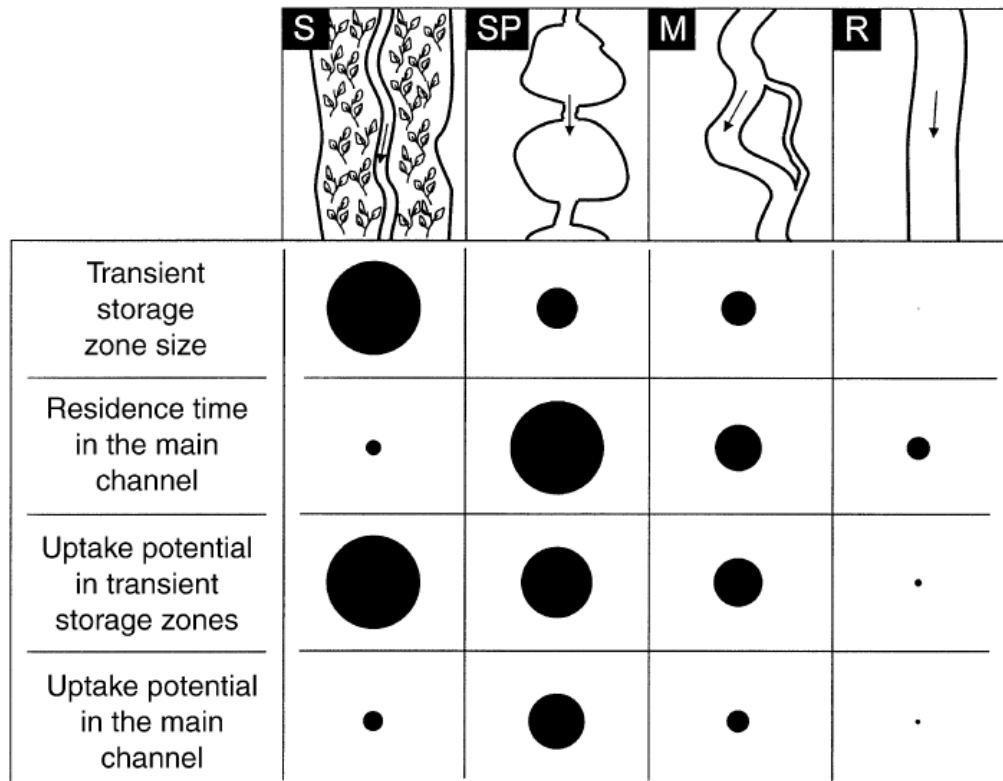 S
SP
M
R
Transient
storage
zone size
Residence time
in the main
channel
Uptake potential
in transient
storage zones
Uptake potential
in the main
channel